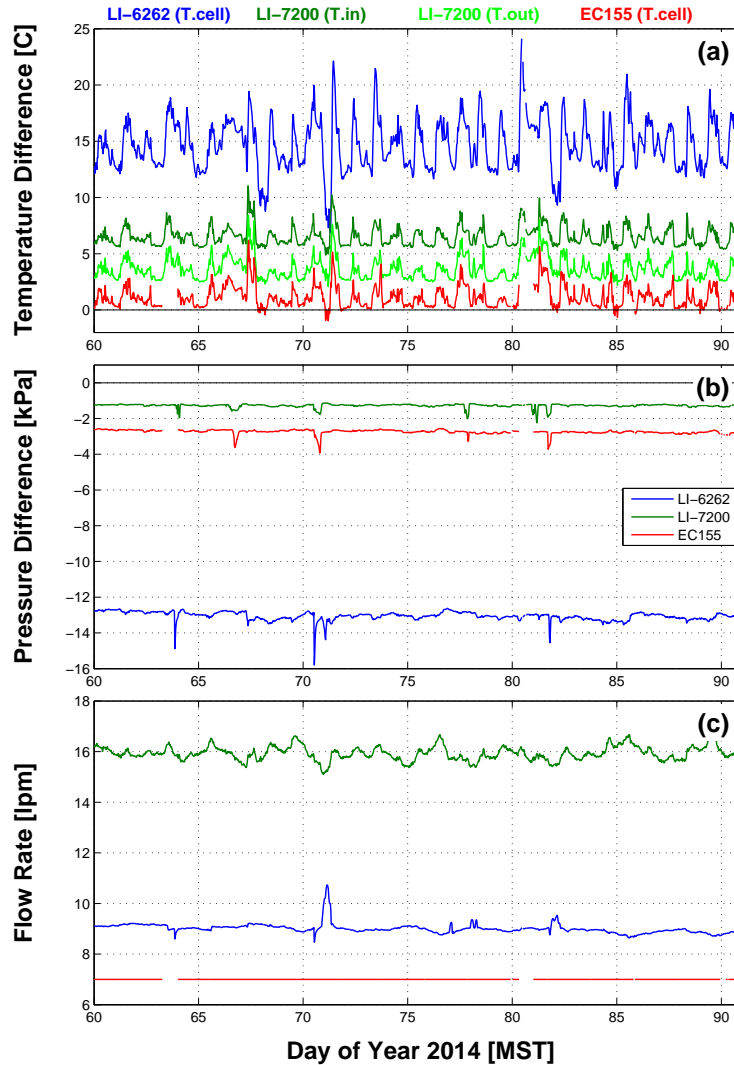 LI−6262 (T.cell) LI−7200 (T.in) LI−7200 (T.out) EC155 (T.cell)
(a)
Temperature Difference [C]
25
20
15
10
5
0
60 65 70 75 80 85 90
(b)
Pressure Difference [kPa]
0
−2
−4
−6
−8
−10
−12
−14
−16
LI−6262
LI−7200
EC155
60 65 70 75 80 85 90
(c)
Flow Rate [lpm]
18
16
14
12
10
8
6
60 65 70 75 80 85 90
Day of Year 2014 [MST]